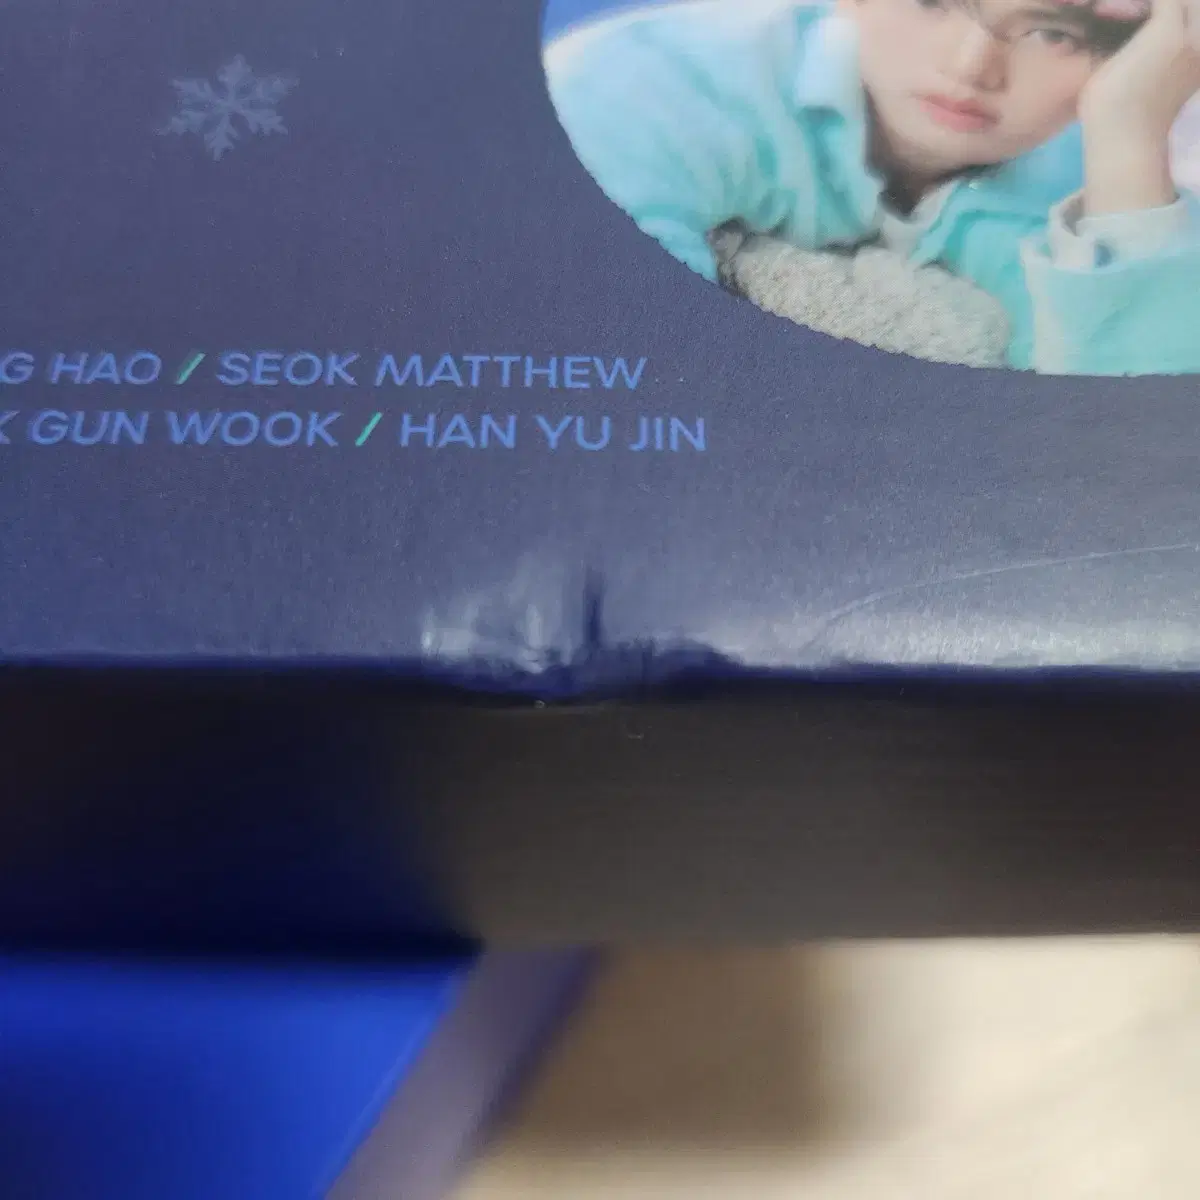 G HAO / SEOK MATTHEW
K GUN WOOK / HAN YU JIN